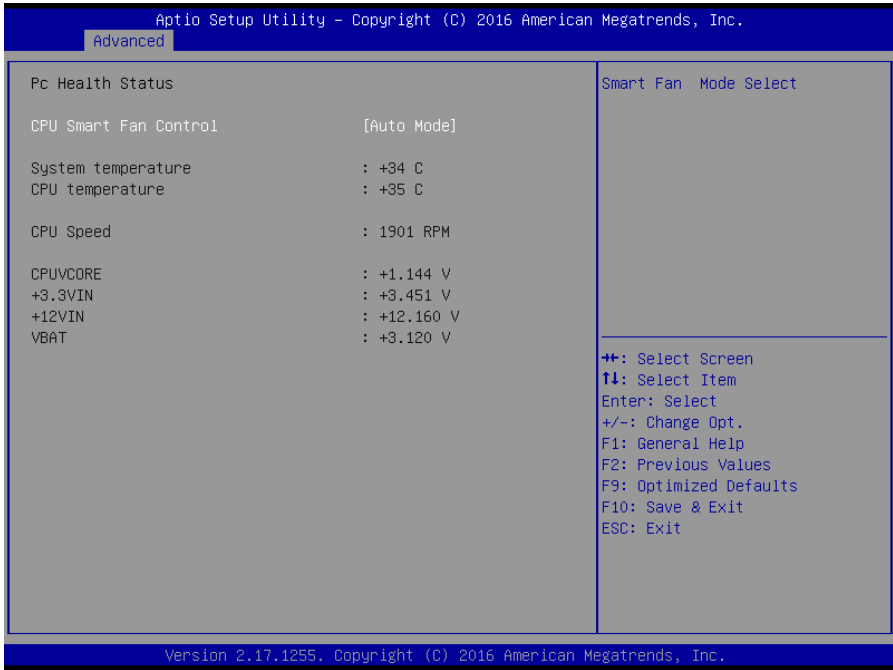 Aptio Setup Utility – Copyright (C) 2016 American Megatrends, Inc.
Advanced
Pc Health Status
CPU Smart Fan Control [Auto Mode]
System temperature : +34 C
CPU temperature : +35 C
CPU Speed : 1901 RPM
CPUVCORE : +1.144 V
+3.3VIN : +3.451 V
+12VIN : +12.160 V
VBAT : +3.120 V
Smart Fan Mode Select
→←: Select Screen
↑↓: Select Item
Enter: Select
+/-: Change Opt.
F1: General Help
F2: Previous Values
F9: Optimized Defaults
F10: Save & Exit
ESC: Exit
Version 2.17.1255. Copyright (C) 2016 American Megatrends, Inc.